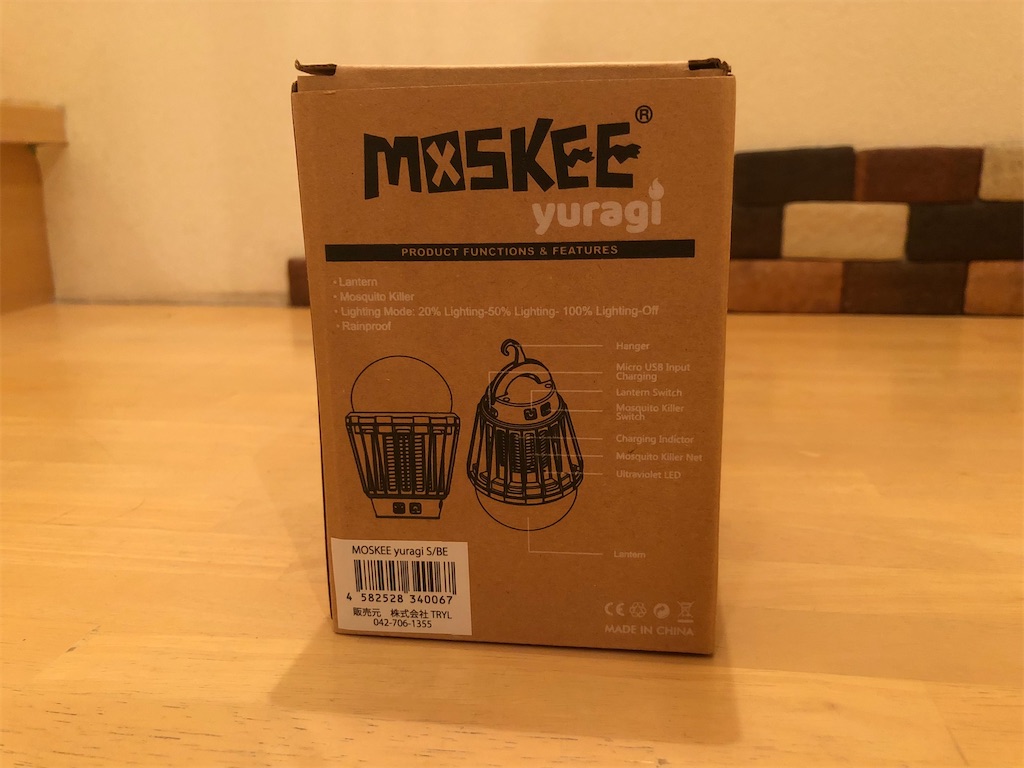 MOSKEE®
yuragi
PRODUCT FUNCTIONS & FEATURES
· Lantern
· Mosquito Killer
· Lighting Mode: 20% Lighting-50% Lighting- 100% Lighting-Off
· Rainproof
Hanger
Micro USB Input
Charging
Lantern Switch
Mosquito Killer
Switch
Charging Indictor
Mosquito Killer Net
Ultraviolet LED
Lantern
MOSKEE yuragi S/BE
4 582528 340067
販売元 株式会社 TRYL
042-706-1355
CE
MADE IN CHINA